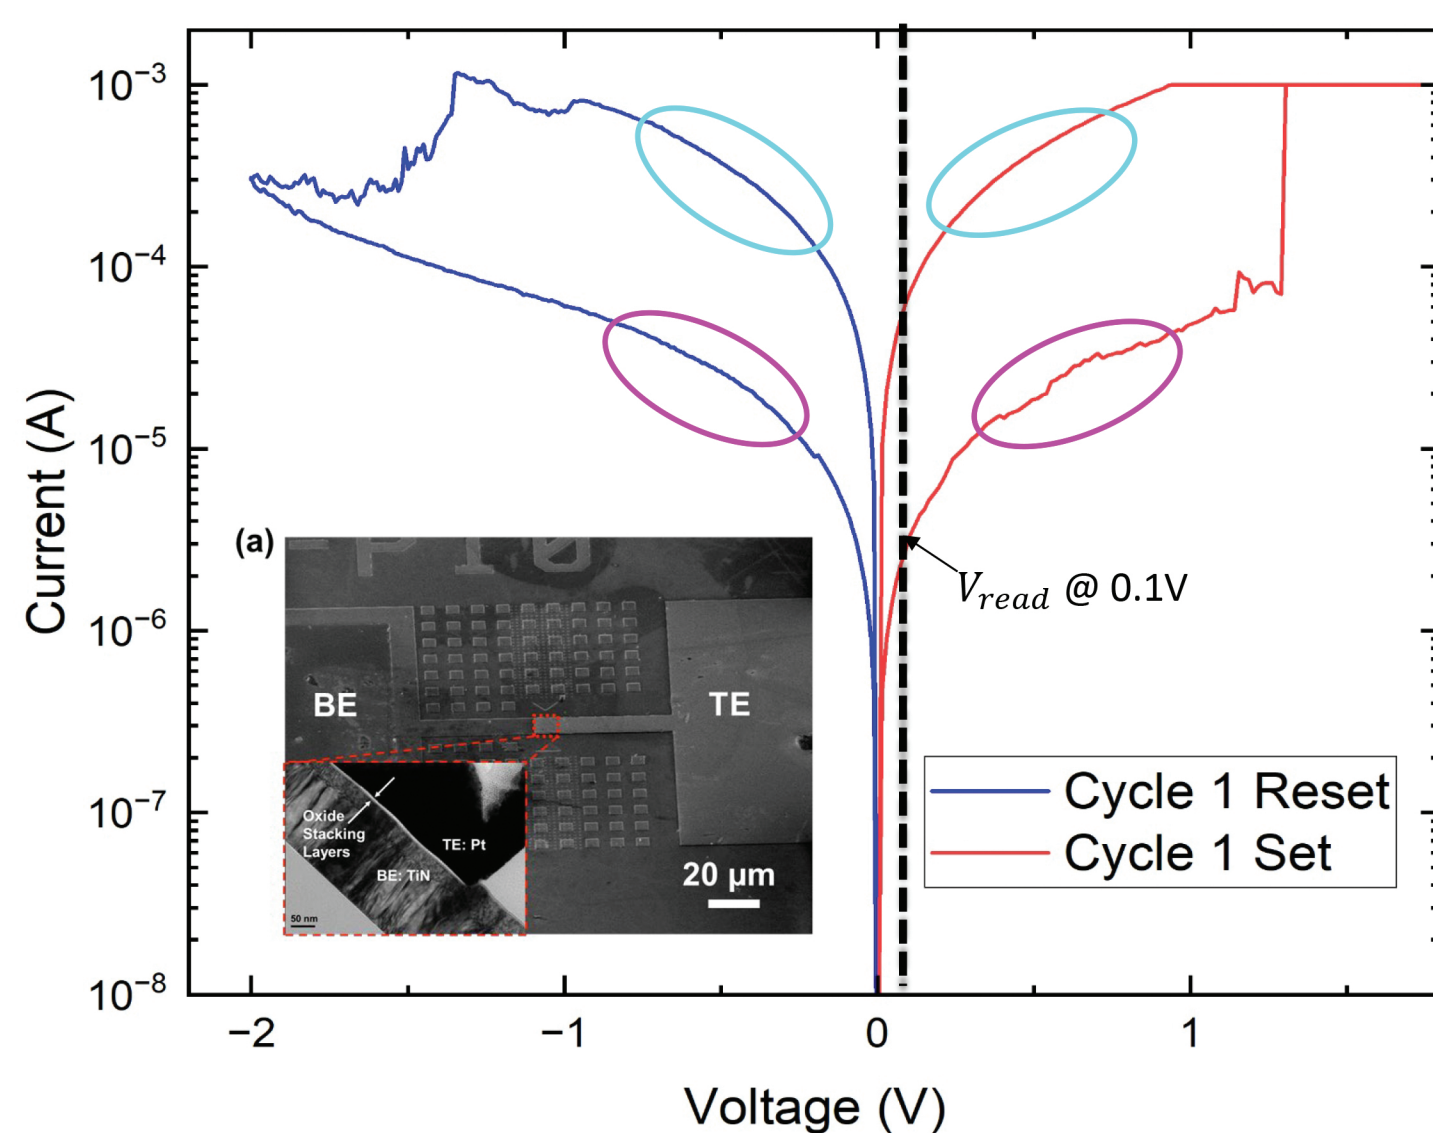 10⁻³
10⁻⁴
10⁻⁵
10⁻⁶
10⁻⁷
10⁻⁸
Current (A)
−2
−1
0
1
Voltage (V)
V_read @ 0.1V
Cycle 1 Reset
Cycle 1 Set
(a)
BE
TE
20 µm
Oxide
Stacking
Layers
TE: Pt
BE: TiN
50 nm